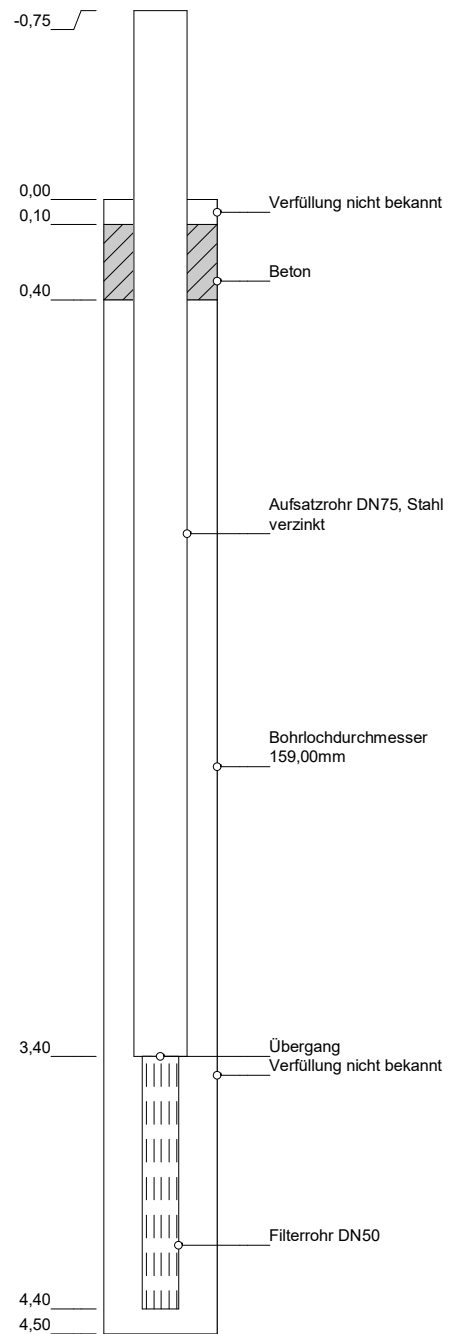 -0,75
0,00
Verfüllung nicht bekannt
0,10
Beton
0,40
Aufsatzrohr DN75, Stahl
verzinkt
Bohrlochdurchmesser
159,00mm
3,40
Übergang
Verfüllung nicht bekannt
Filterrohr DN50
4,40
4,50